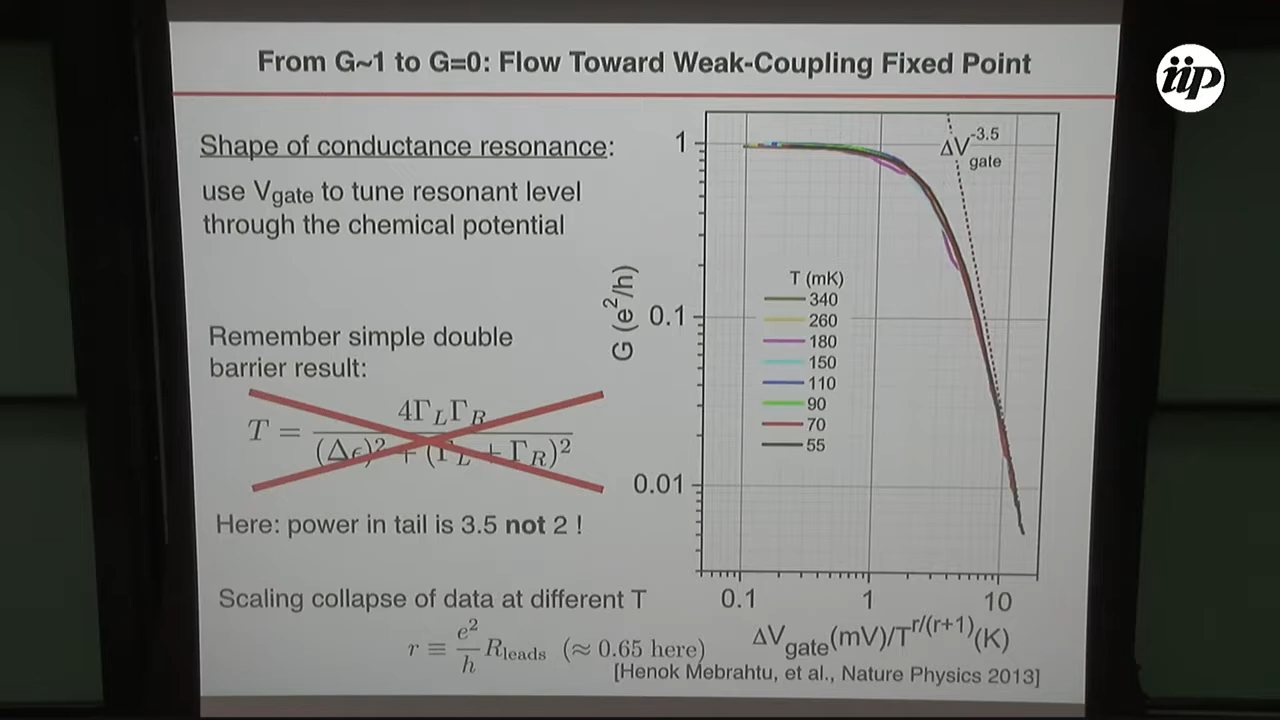 From G~1 to G=0: Flow Toward Weak-Coupling Fixed Point
iip
Shape of conductance resonance:
use Vgate to tune resonant level
through the chemical potential
Remember simple double
barrier result:
T = 4Γ_LΓ_R / (Δϵ)² + (Γ_L + Γ_R)²
Here: power in tail is 3.5 not 2 !
Scaling collapse of data at different T
r ≡ e²/h R_leads (≈ 0.65 here)
G (e²/h)
1
0.1
0.01
ΔV_gate^-3.5
T (mK)
340
260
180
150
110
90
70
55
0.1 1 10
ΔV_gate(mV)/T^r/(r+1)(K)
[Henok Mebrahtu, et al., Nature Physics 2013]